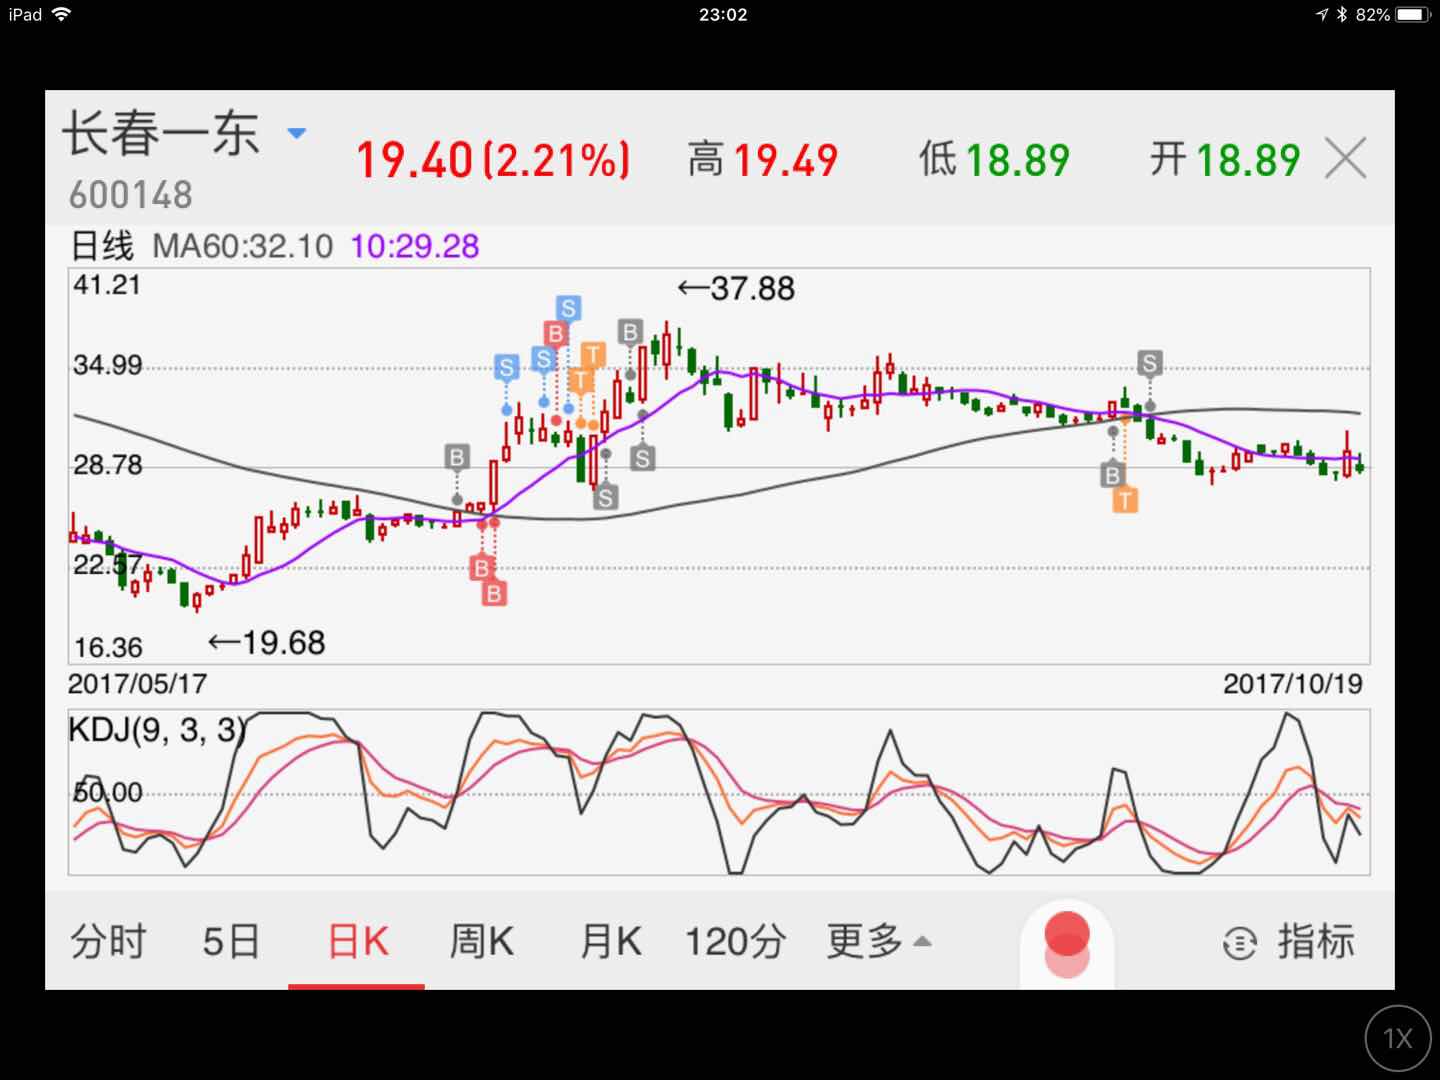 iPad 23:02 82%
长春一东 19.40(2.21%) 高 19.49 低 18.89 开 18.89
600148
日线 MA60:32.10 10:29.28
41.21
←37.88
S
B
B
S
T
34.99
S
S
T
B
28.78
S
B
S
T
22.57
B
B
←19.68
16.36
2017/05/17 2017/10/19
KDJ(9, 3, 3)
50.00
分时 5日 日K 周K 月K 120分 更多 指标
1X